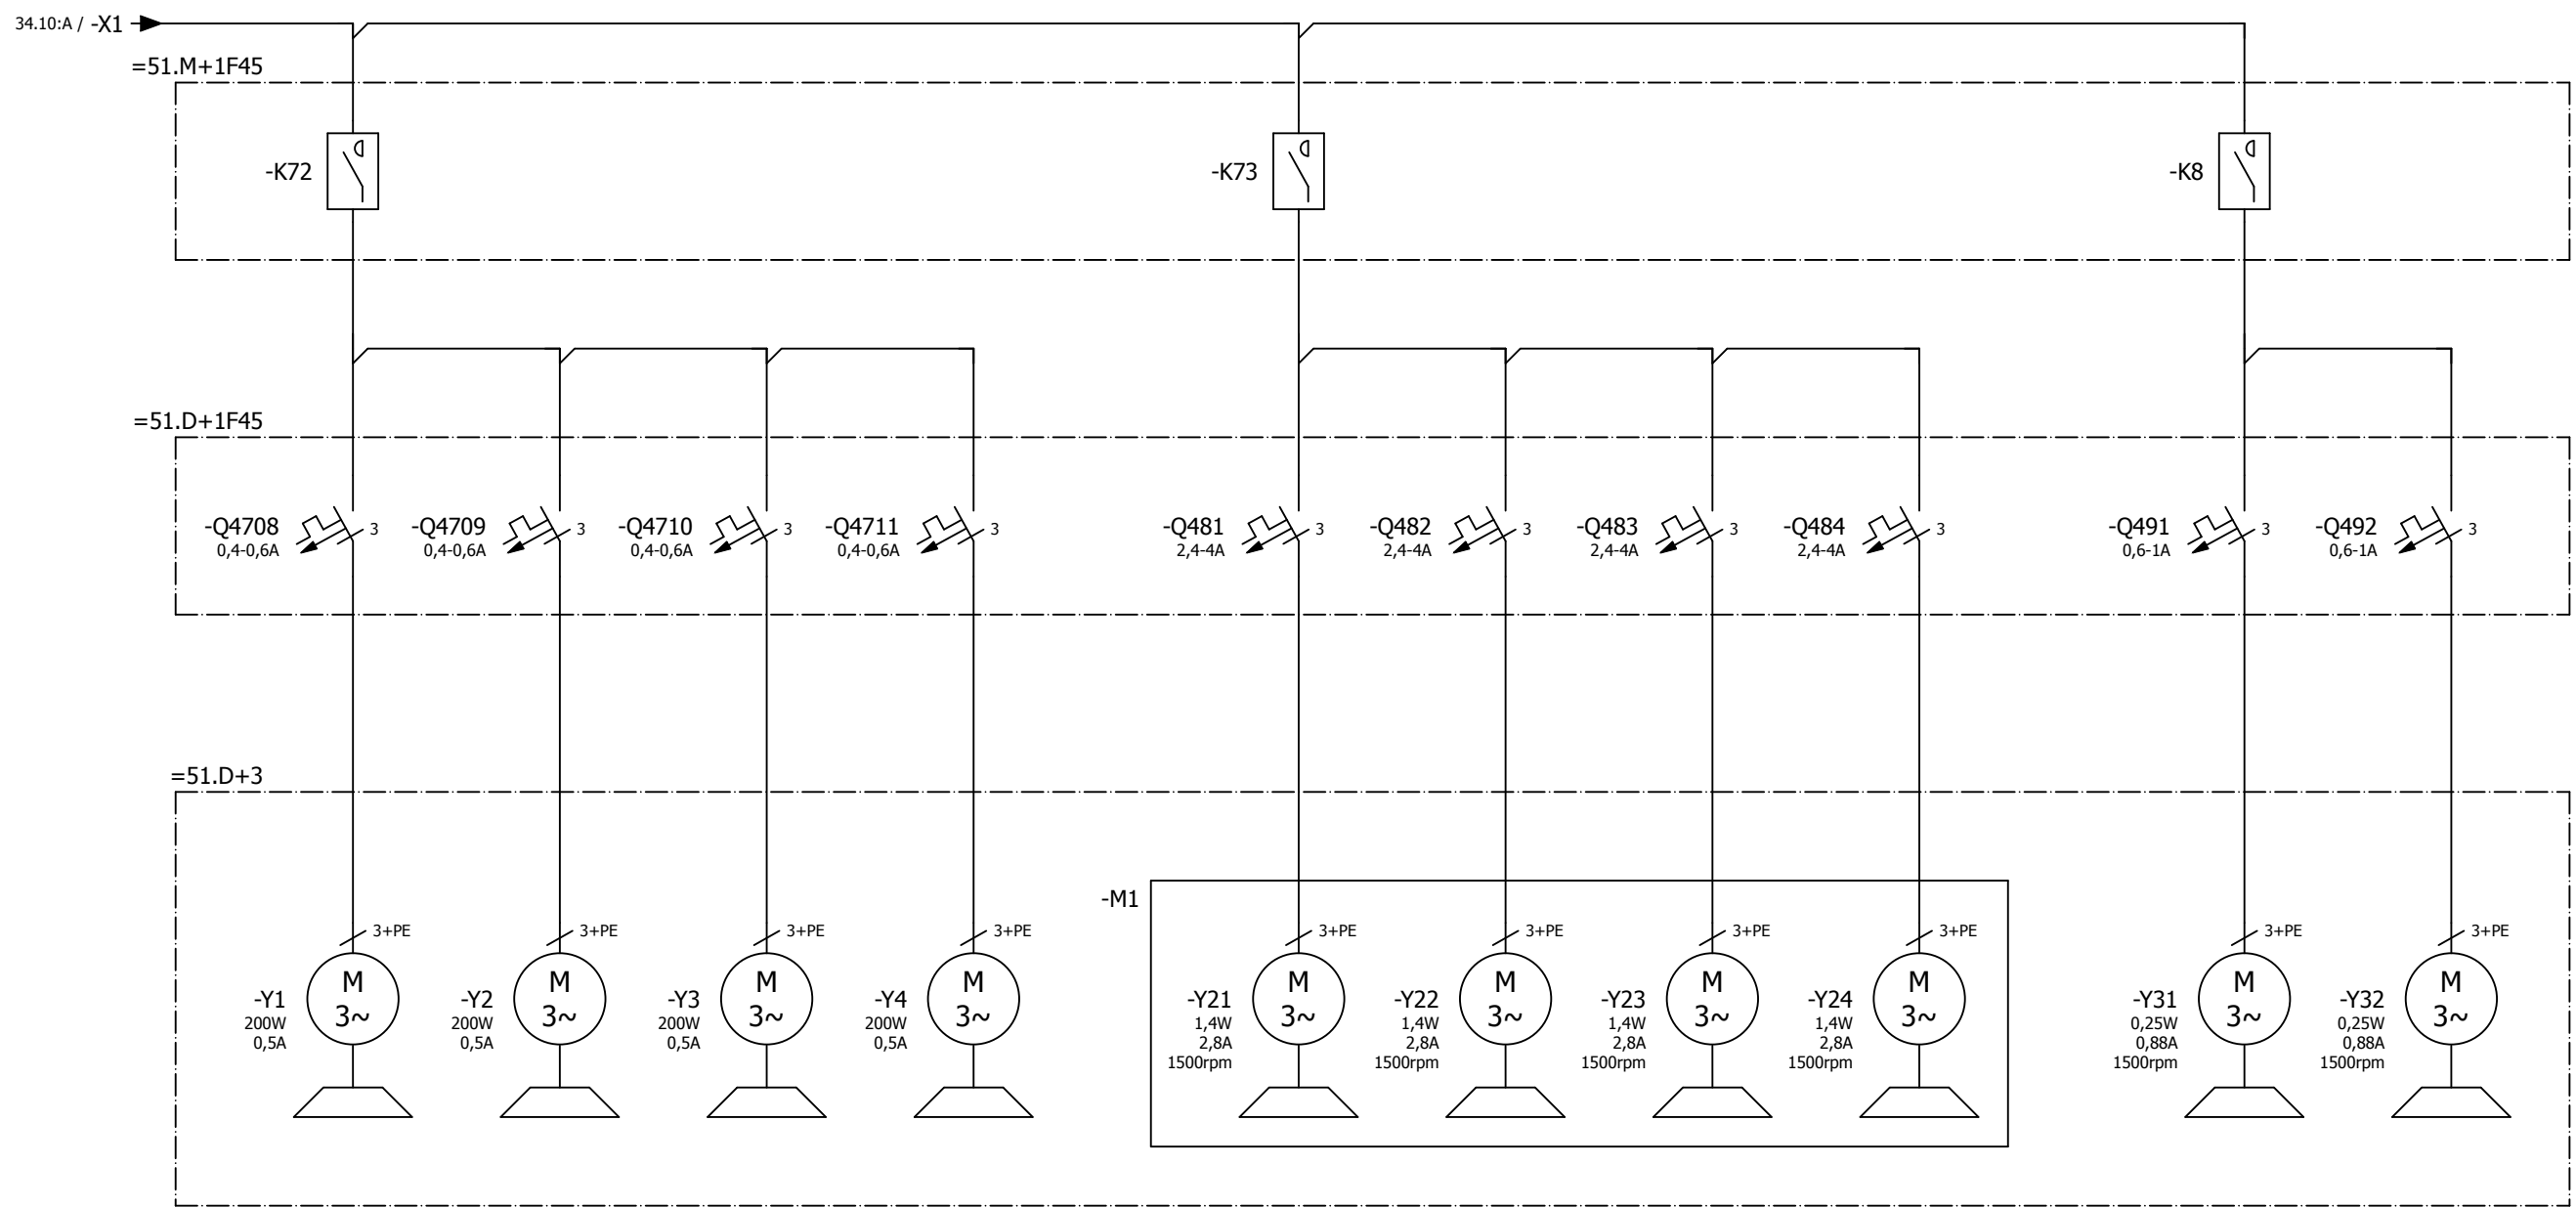 34.10:A / -X1
=51.M+1F45
-K72
-K73
-K8
=51.D+1F45
-Q4708
0,4-0,6A
3
-Q4709
0,4-0,6A
3
-Q4710
0,4-0,6A
3
-Q4711
0,4-0,6A
3
-Q481
2,4-4A
3
-Q482
2,4-4A
3
-Q483
2,4-4A
3
-Q484
2,4-4A
3
-Q491
0,6-1A
3
-Q492
0,6-1A
3
=51.D+3
-M1
3+PE
M
3~
-Y1
200W
0,5A
3+PE
M
3~
-Y2
200W
0,5A
3+PE
M
3~
-Y3
200W
0,5A
3+PE
M
3~
-Y4
200W
0,5A
3+PE
M
3~
-Y21
1,4W
2,8A
1500rpm
3+PE
M
3~
-Y22
1,4W
2,8A
1500rpm
3+PE
M
3~
-Y23
1,4W
2,8A
1500rpm
3+PE
M
3~
-Y24
1,4W
2,8A
1500rpm
3+PE
M
3~
-Y31
0,25W
0,88A
1500rpm
3+PE
M
3~
-Y32
0,25W
0,88A
1500rpm